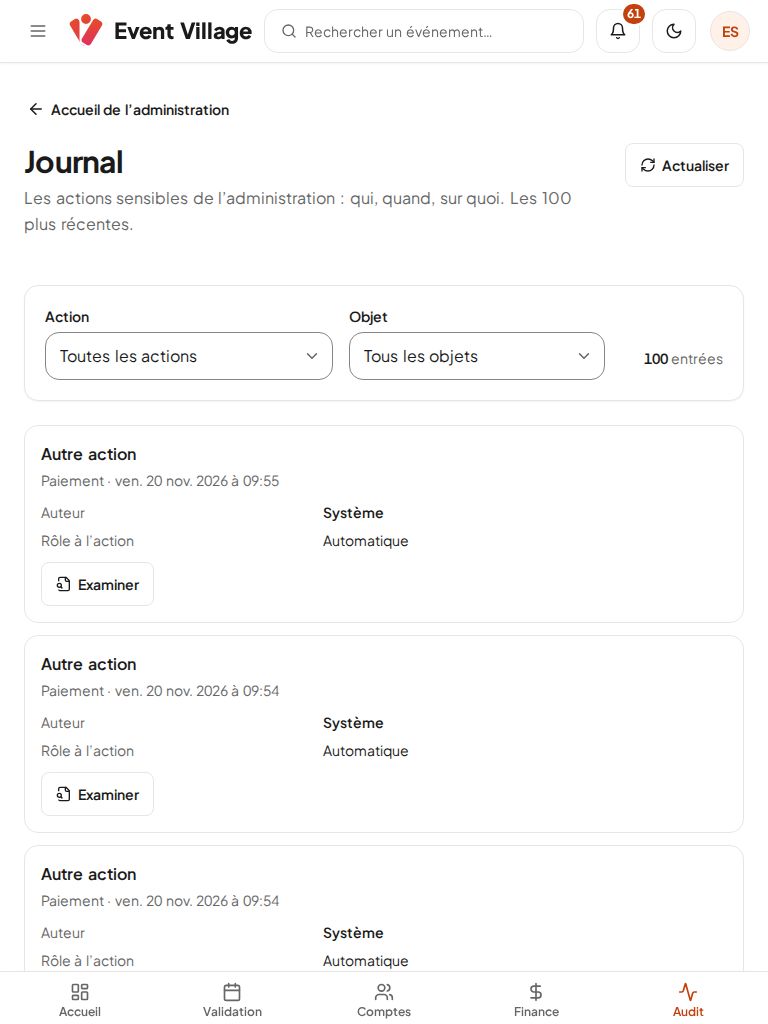 Event Village
Rechercher un événement…
61
ES
Accueil de l’administration
Journal
Actualiser
Les actions sensibles de l’administration : qui, quand, sur quoi. Les 100
plus récentes.
Action
Objet
Toutes les actions
Tous les objets
100 entrées
Autre action
Paiement · ven. 20 nov. 2026 à 09:55
Auteur
Système
Rôle à l’action
Automatique
Examiner
Autre action
Paiement · ven. 20 nov. 2026 à 09:54
Auteur
Système
Rôle à l’action
Automatique
Examiner
Autre action
Paiement · ven. 20 nov. 2026 à 09:54
Auteur
Système
Rôle à l’action
Automatique
Accueil
Validation
Comptes
Finance
Audit